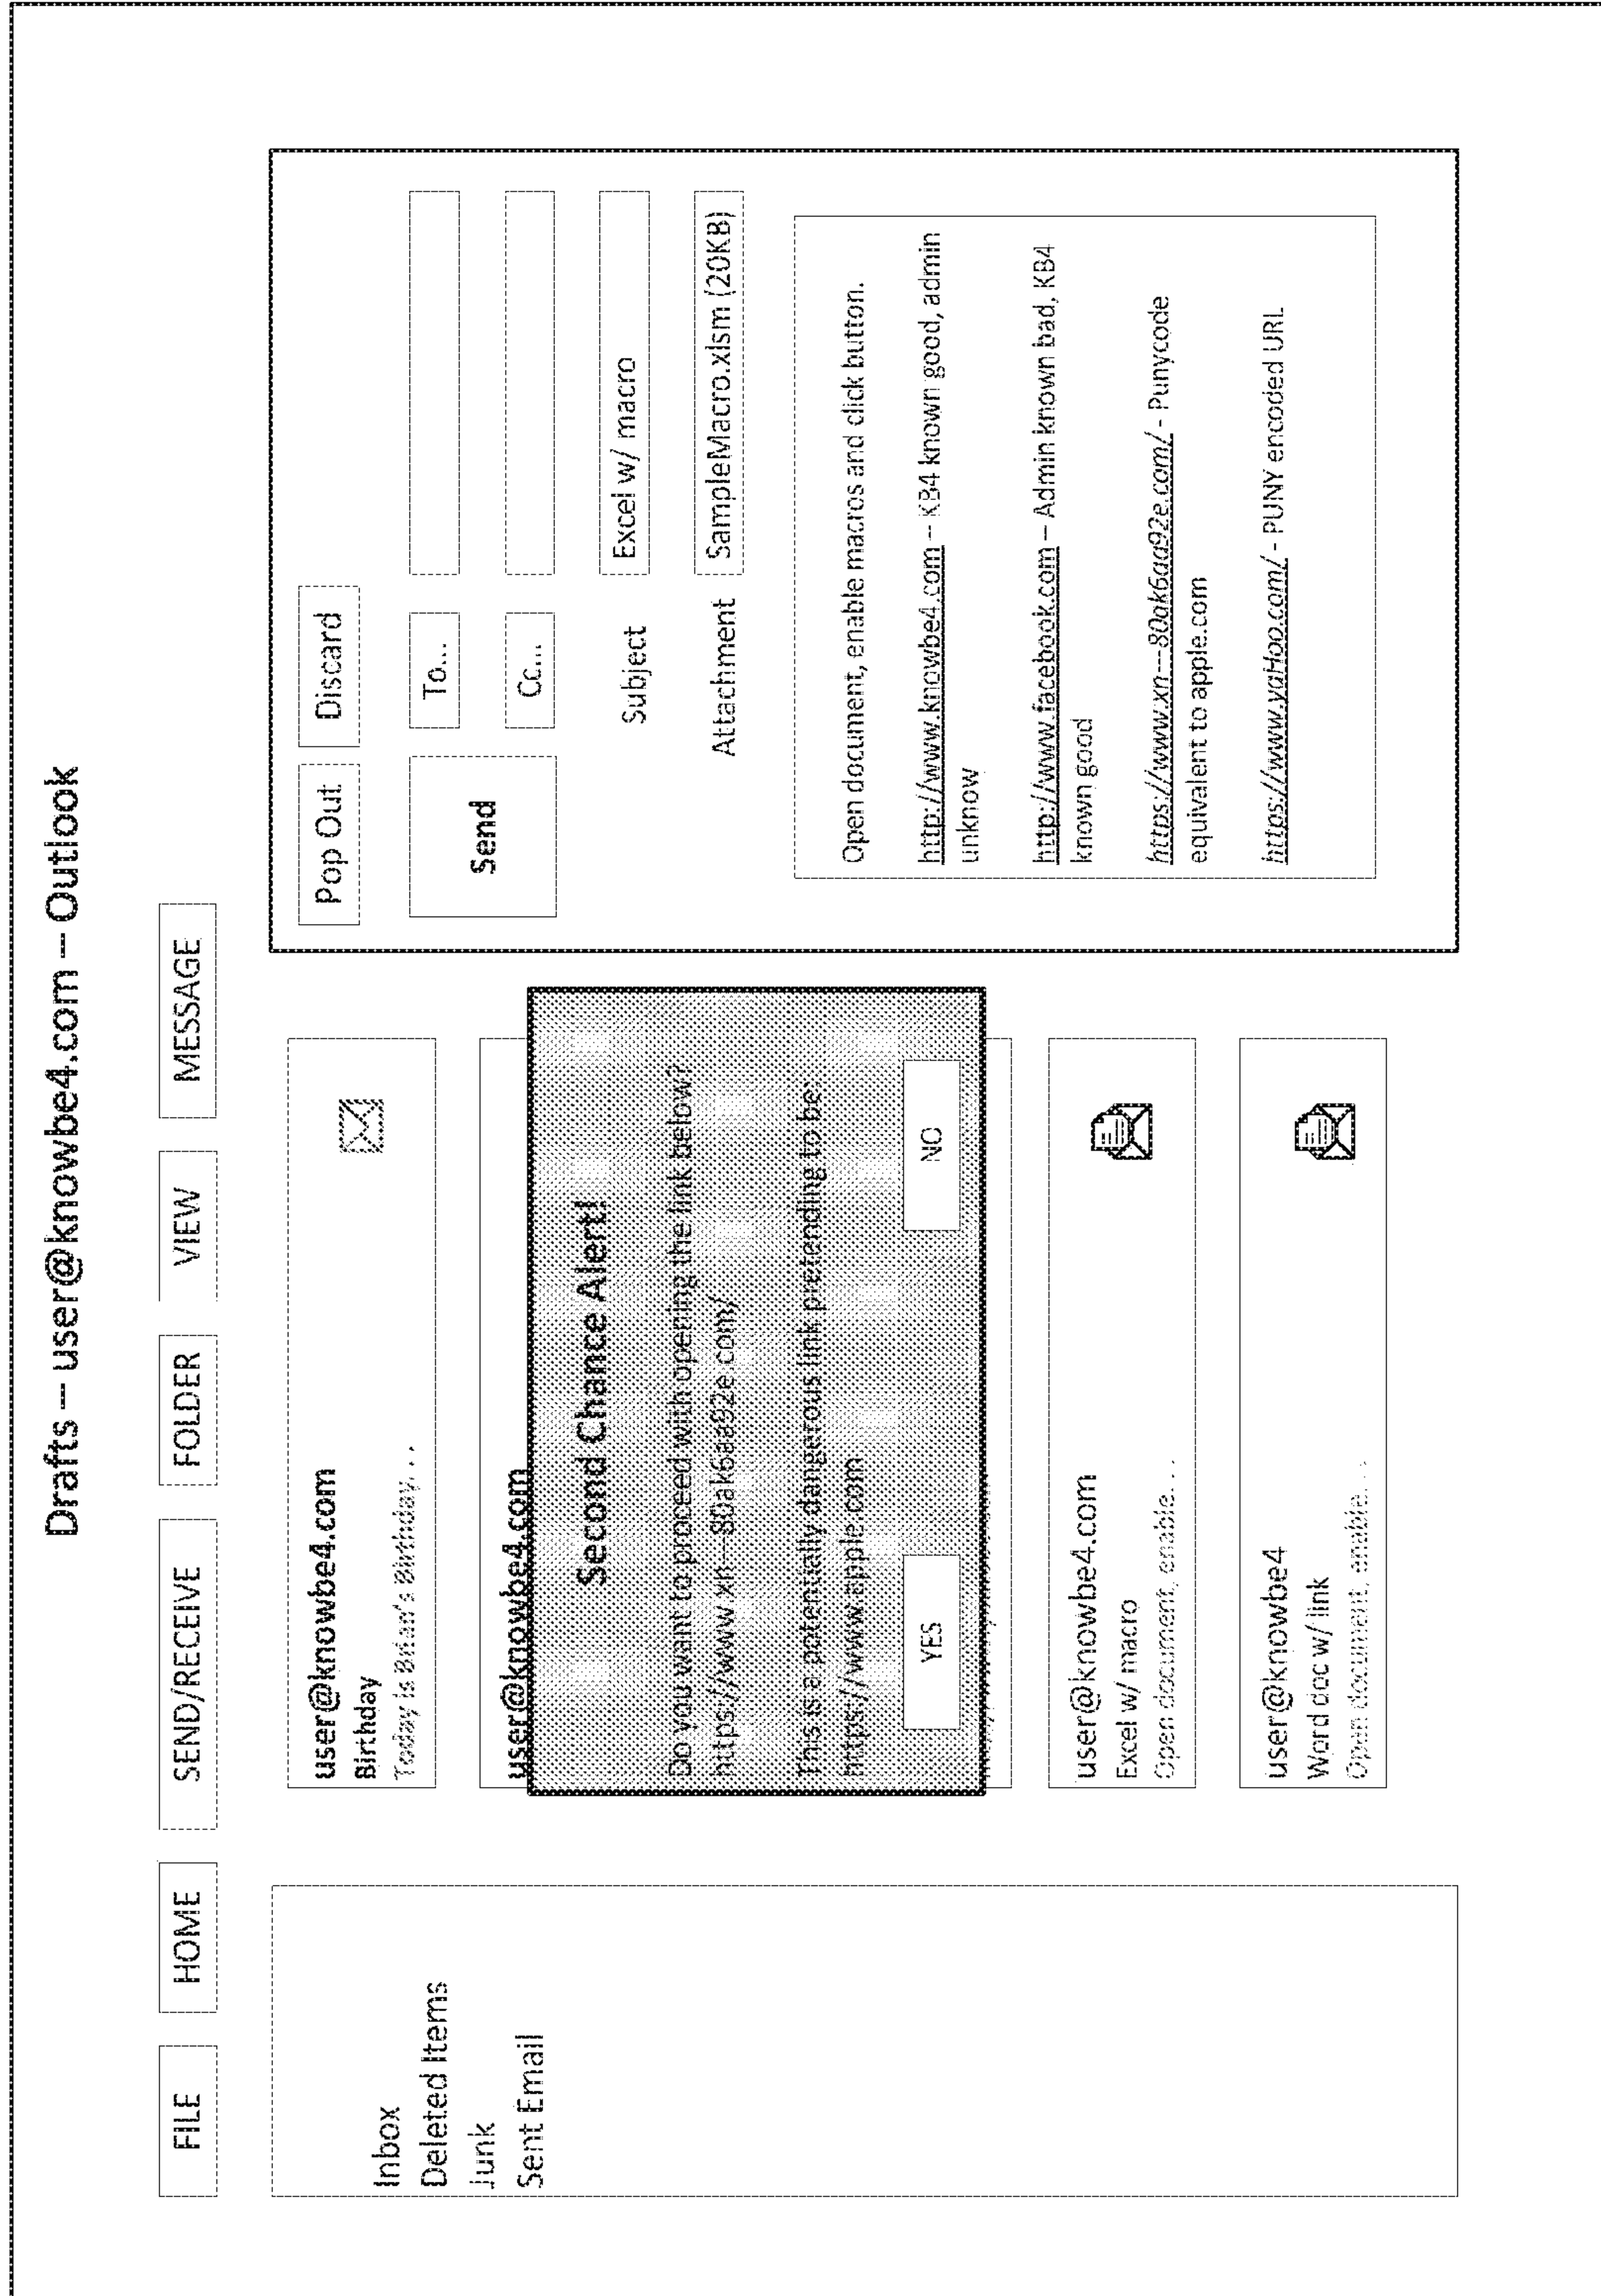 Drafts – user@knowbe4.com – Outlook
FILE
HOME
SEND/RECEIVE
FOLDER
VIEW
MESSAGE
Inbox
Deleted Items
Junk
Sent Email
user@knowbe4.com
Birthday
Today is Brian's Birthday...
user@knowbe4.com
Second Chance Alert!
Do you want to proceed with opening the link below?
https://www.xn---80ak6aa92e.com/
This is a potentially dangerous link pretending to be:
https://www.apple.com
YES
NO
user@knowbe4.com
Excel w/ macro
Open document, enable...
user@knowbe4
Word doc w/ link
Open document, enable...
Pop Out
Discard
Send
To...
Cc...
Subject
Excel w/ macro
Attachment
SampleMacro.xlsm (20KB)
Open document, enable macros and click button.
http://www.knowbe4.com -- KB4 known good, admin
unknow
http://www.facebook.com – Admin known bad, KB4
known good
https://www.xn---80ak6aa92e.com/ - Punycode
equivalent to apple.com
https://www.yaHoo.com/ - PUNY encoded URL